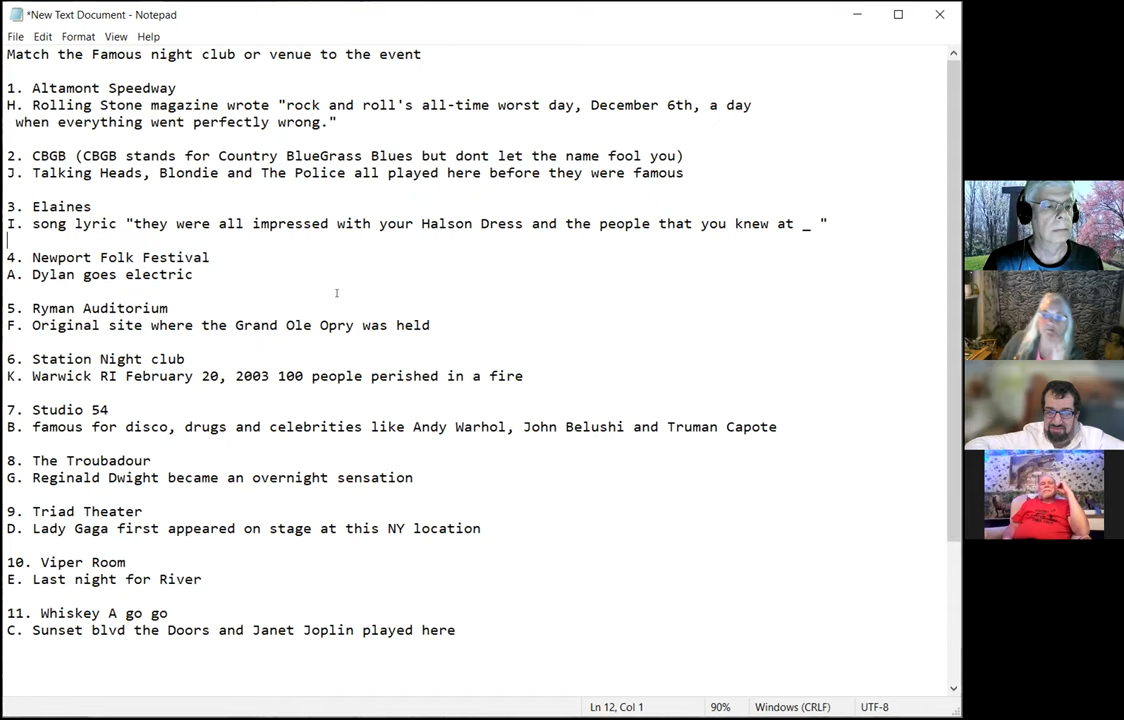 *New Text Document - Notepad
File Edit Format View Help
Match the Famous night club or venue to the event
1. Altamont Speedway
H. Rolling Stone magazine wrote "rock and roll's all-time worst day, December 6th, a day
when everything went perfectly wrong."
2. CBGB (CBGB stands for Country BlueGrass Blues but dont let the name fool you)
J. Talking Heads, Blondie and The Police all played here before they were famous
3. Elaines
I. song lyric "they were all impressed with your Halson Dress and the people that you knew at _ "
4. Newport Folk Festival
A. Dylan goes electric
5. Ryman Auditorium
F. Original site where the Grand Ole Opry was held
6. Station Night club
K. Warwick RI February 20, 2003 100 people perished in a fire
7. Studio 54
B. famous for disco, drugs and celebrities like Andy Warhol, John Belushi and Truman Capote
8. The Troubadour
G. Reginald Dwight became an overnight sensation
9. Triad Theater
D. Lady Gaga first appeared on stage at this NY location
10. Viper Room
E. Last night for River
11. Whiskey A go go
C. Sunset blvd the Doors and Janet Joplin played here
Ln 12, Col 1 90% Windows (CRLF) UTF-8